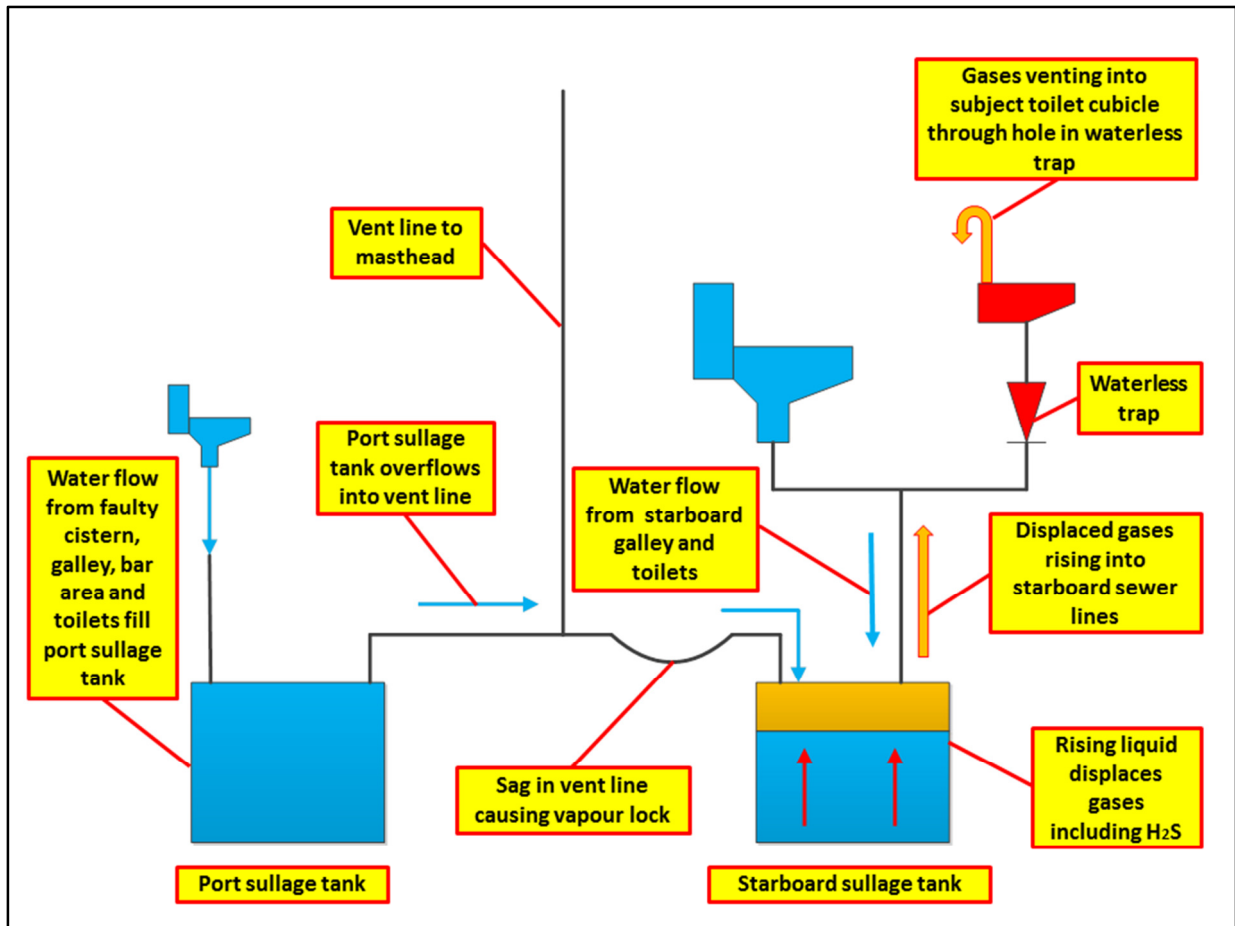 Gases venting into
subject toilet cubicle
through hole in waterless
trap
Vent line to
masthead
Waterless
trap
Port sullage
tank overflows
into vent line
Water flow
from faulty
cistern,
galley, bar
area and
toilets fill
port sullage
tank
Water flow
from starboard
galley and
toilets
Displaced gases
rising into
starboard sewer
lines
Sag in vent line
causing vapour lock
Rising liquid
displaces
gases
including H₂S
Port sullage tank
Starboard sullage tank